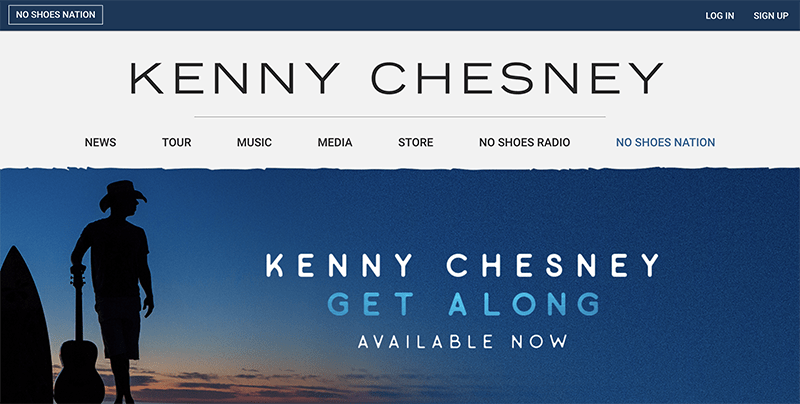 NO SHOES NATION
LOG IN SIGN UP
KENNY CHESNEY
NEWS TOUR MUSIC MEDIA STORE NO SHOES RADIO NO SHOES NATION
KENNY CHESNEY
GET ALONG
AVAILABLE NOW